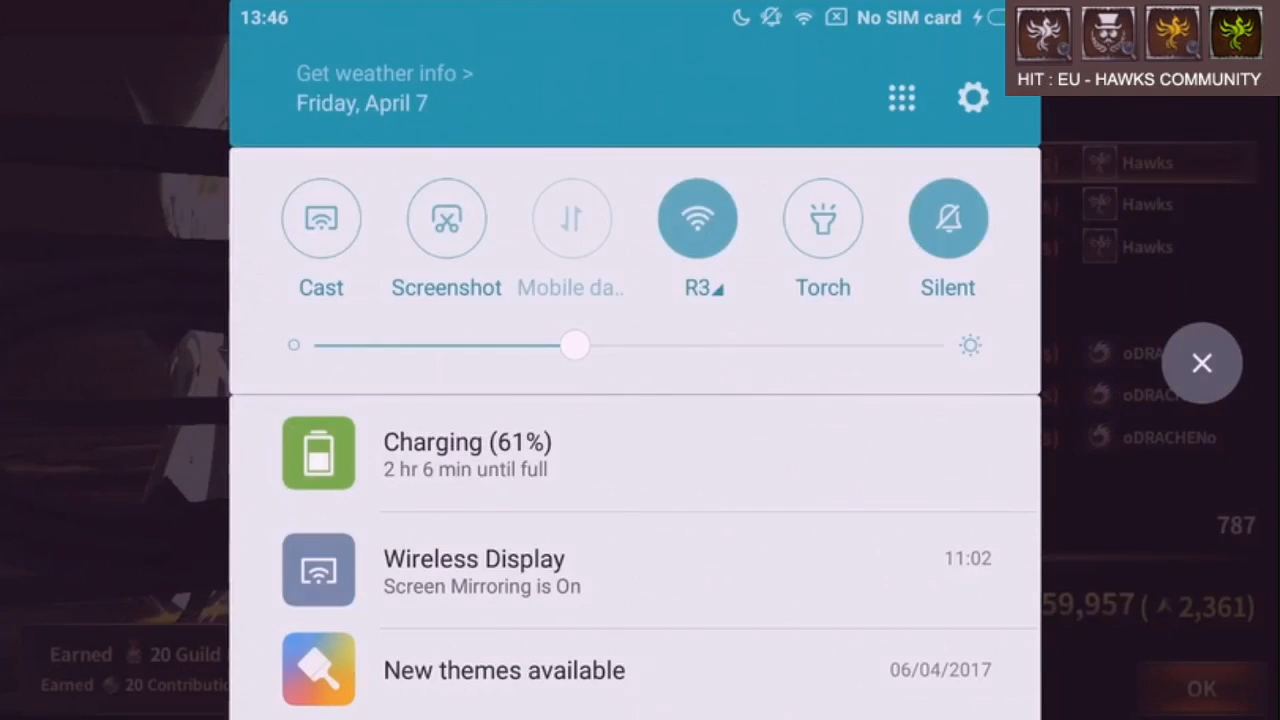 13:46
No SIM card
HIT : EU - HAWKS COMMUNITY
Get weather info >
Friday, April 7
Hawks
Hawks
Hawks
Cast
Screenshot
Mobile da..
R3
Torch
Silent
oDRACHENo
Charging (61%)
2 hr 6 min until full
787
Wireless Display
11:02
Screen Mirroring is On
59,957 ( 2,361)
Earned 20 Guild
Earned 20
New themes available
06/04/2017
OK